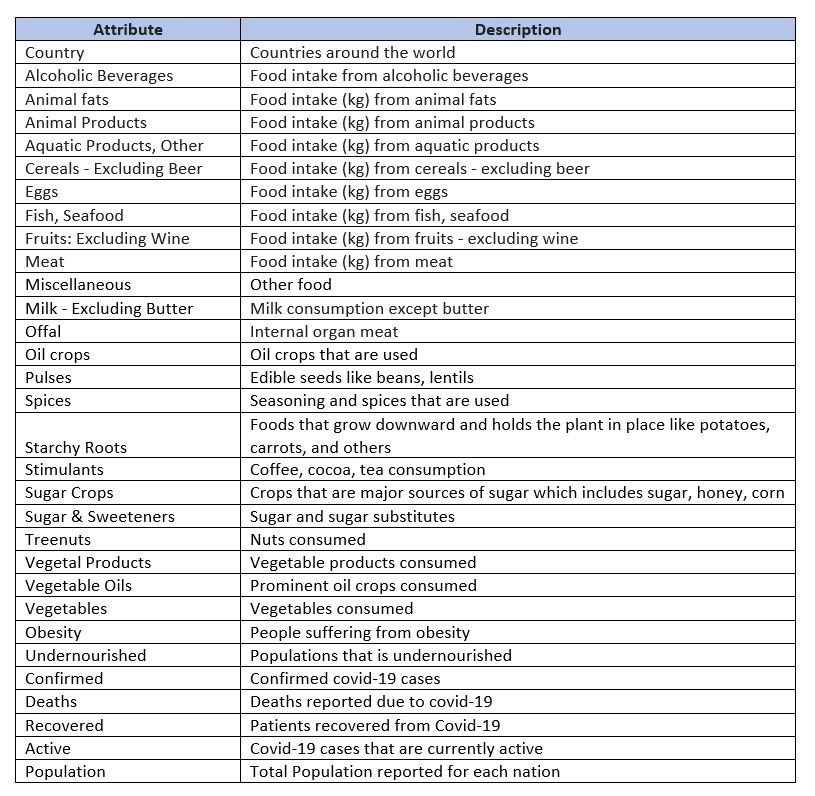 Attribute Description
Country Countries around the world
Alcoholic Beverages Food intake from alcoholic beverages
Animal fats Food intake (kg) from animal fats
Animal Products Food intake (kg) from animal products
Aquatic Products, Other Food intake (kg) from aquatic products
Cereals - Excluding Beer Food intake (kg) from cereals - excluding beer
Eggs Food intake (kg) from eggs
Fish, Seafood Food intake (kg) from fish, seafood
Fruits: Excluding Wine Food intake (kg) from fruits - excluding wine
Meat Food intake (kg) from meat
Miscellaneous Other food
Milk - Excluding Butter Milk consumption except butter
Offal Internal organ meat
Oil crops Oil crops that are used
Pulses Edible seeds like beans, lentils
Spices Seasoning and spices that are used
Foods that grow downward and holds the plant in place like potatoes,
Starchy Roots carrots, and others
Stimulants Coffee, cocoa, tea consumption
Sugar Crops Crops that are major sources of sugar which includes sugar, honey, corn
Sugar & Sweeteners Sugar and sugar substitutes
Treenuts Nuts consumed
Vegetal Products Vegetable products consumed
Vegetable Oils Prominent oil crops consumed
Vegetables Vegetables consumed
Obesity People suffering from obesity
Undernourished Populations that is undernourished
Confirmed Confirmed covid-19 cases
Deaths Deaths reported due to covid-19
Recovered Patients recovered from Covid-19
Active Covid-19 cases that are currently active
Population Total Population reported for each nation